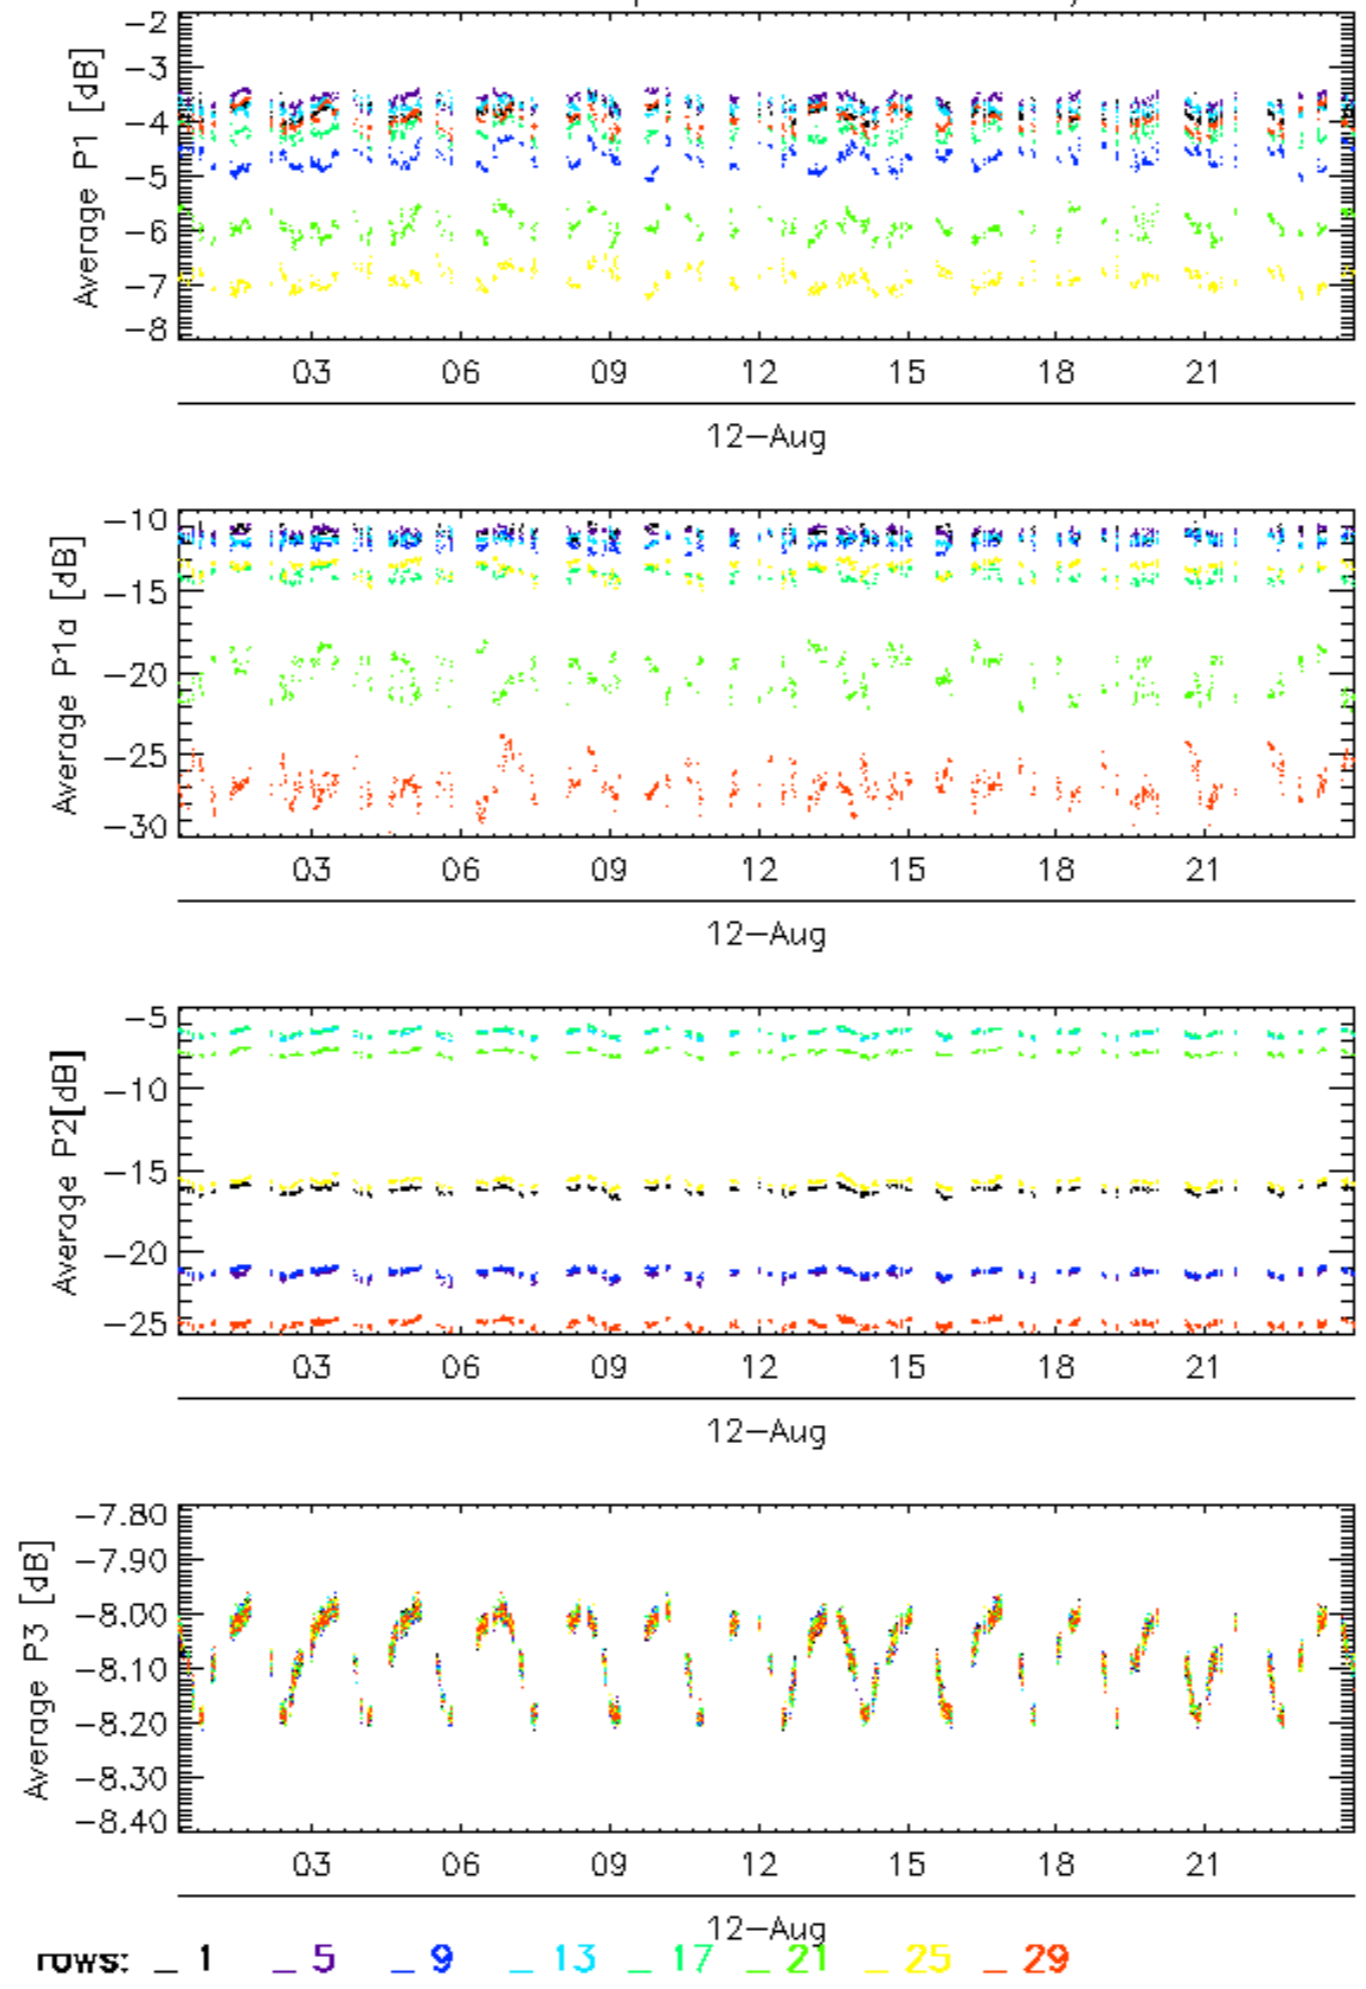 Average P1 [dB]
-2
-3
-4
-5
-6
-7
-8
03 06 09 12 15 18 21
12-Aug
Average P1a [dB]
-10
-15
-20
-25
-30
03 06 09 12 15 18 21
12-Aug
Average P2[dB]
-5
-10
-15
-20
-25
03 06 09 12 15 18 21
12-Aug
Average P3 [dB]
-7.80
-7.90
-8.00
-8.10
-8.20
-8.30
-8.40
03 06 09 12 15 18 21
12-Aug
rows: _ 1 _ 5 _ 9 _ 13 _ 17 _ 21 _ 25 _ 29